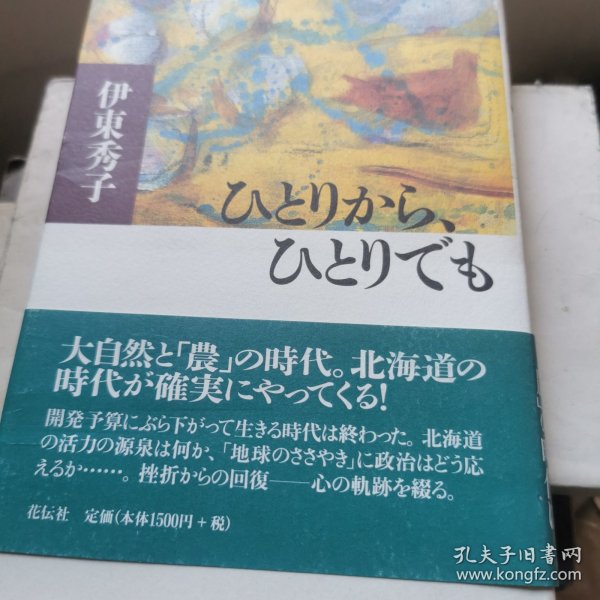 伊東秀子
ひとりから、
ひとりでも
大自然と「農」の時代。北海道の
時代が確実にやってくる!
開発予算にぶら下がって生きる時代は終わった。北海道
の活力の源泉は何か、「地球のささやき」に政治はどう応
えるか……。挫折からの回復――心の軌跡を綴る。
花伝社 定価(本体1500円+税)
孔夫子旧书网
www.kongfz.com